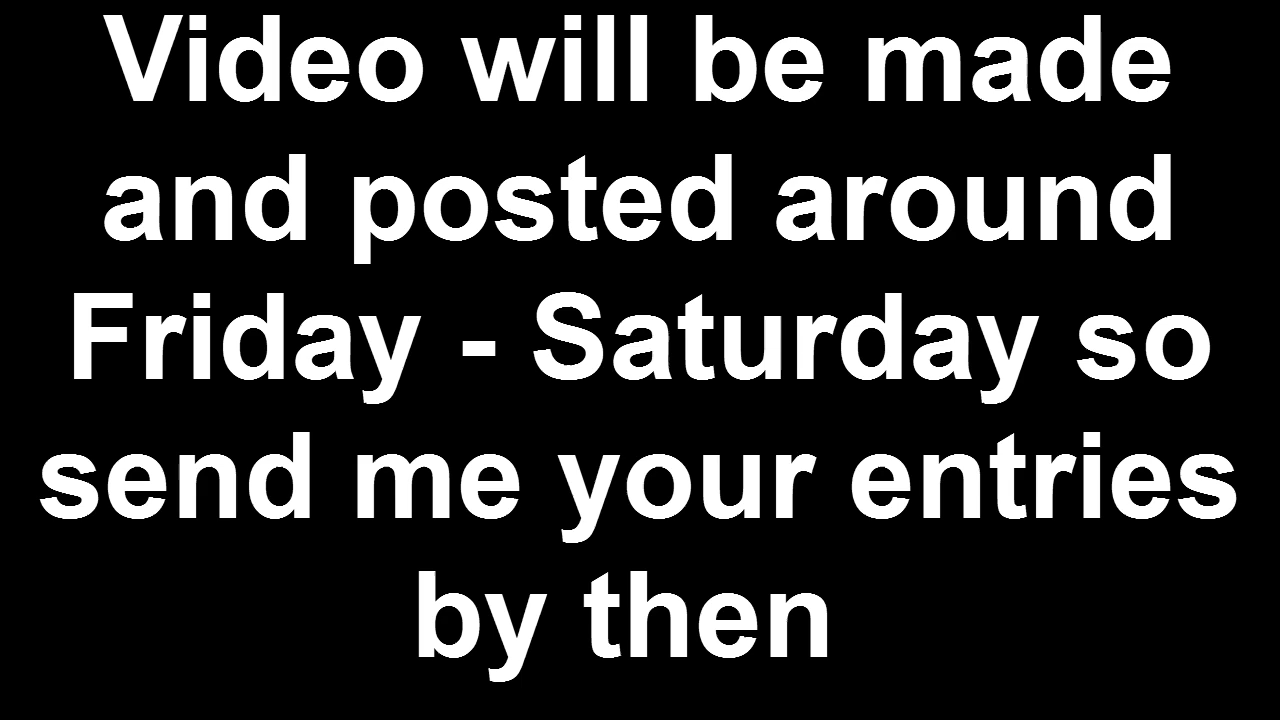 Video will be made
and posted around
Friday - Saturday so
send me your entries
by then